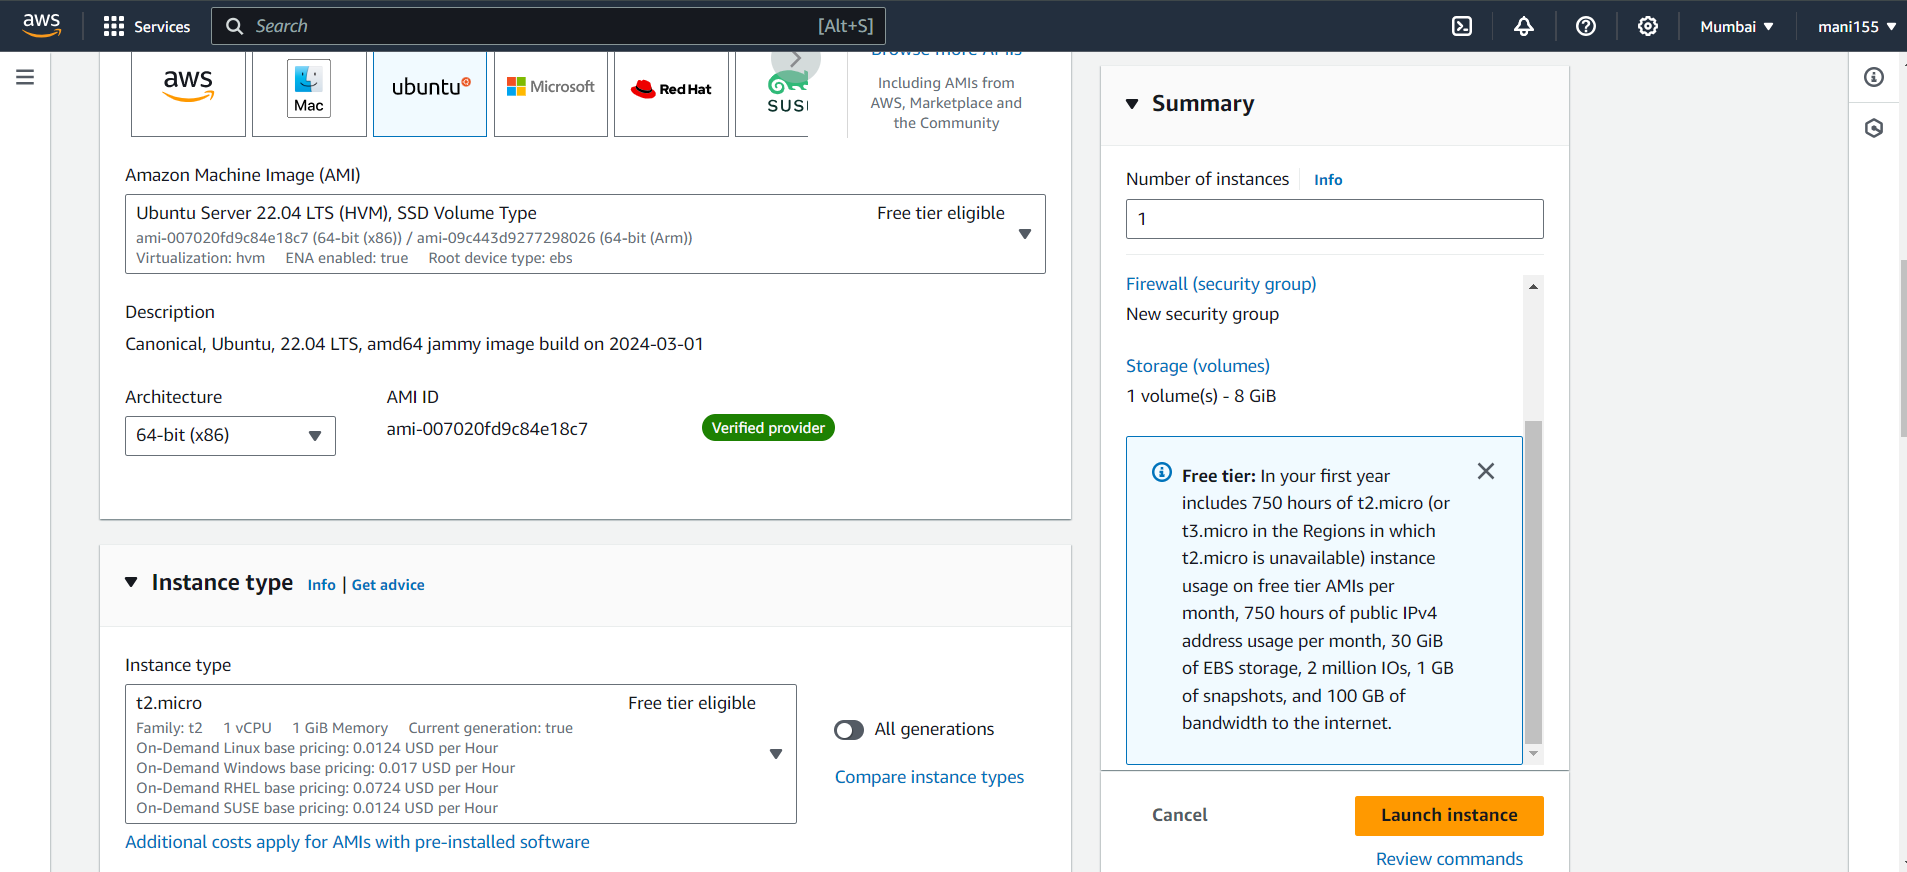 aws
Services
Search
[Alt+S]
Mumbai
mani155
aws
Mac
ubuntu
Microsoft
Red Hat
SUS
Browse more AMIs
Including AMIs from
AWS, Marketplace and
the Community
Amazon Machine Image (AMI)
Ubuntu Server 22.04 LTS (HVM), SSD Volume Type
Free tier eligible
ami-007020fd9c84e18c7 (64-bit (x86)) / ami-09c443d9277298026 (64-bit (Arm))
Virtualization: hvm ENA enabled: true Root device type: ebs
Description
Canonical, Ubuntu, 22.04 LTS, amd64 jammy image build on 2024-03-01
Architecture
64-bit (x86)
AMI ID
ami-007020fd9c84e18c7
Verified provider
Instance type Info | Get advice
Instance type
t2.micro
Free tier eligible
Family: t2 1 vCPU 1 GiB Memory Current generation: true
On-Demand Linux base pricing: 0.0124 USD per Hour
On-Demand Windows base pricing: 0.017 USD per Hour
On-Demand RHEL base pricing: 0.0724 USD per Hour
On-Demand SUSE base pricing: 0.0124 USD per Hour
All generations
Compare instance types
Additional costs apply for AMIs with pre-installed software
Summary
Number of instances Info
1
Firewall (security group)
New security group
Storage (volumes)
1 volume(s) - 8 GiB
Free tier: In your first year
includes 750 hours of t2.micro (or
t3.micro in the Regions in which
t2.micro is unavailable) instance
usage on free tier AMIs per
month, 750 hours of public IPv4
address usage per month, 30 GiB
of EBS storage, 2 million IOs, 1 GB
of snapshots, and 100 GB of
bandwidth to the internet.
Cancel
Launch instance
Review commands